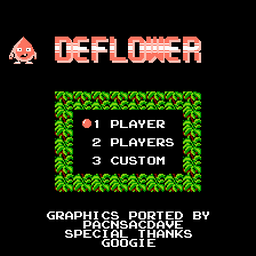 DEFLOWER
1 PLAYER
2 PLAYERS
3 CUSTOM
GRAPHICS PORTED BY
PACNSACDAVE
SPECIAL THANKS
GOOGIE